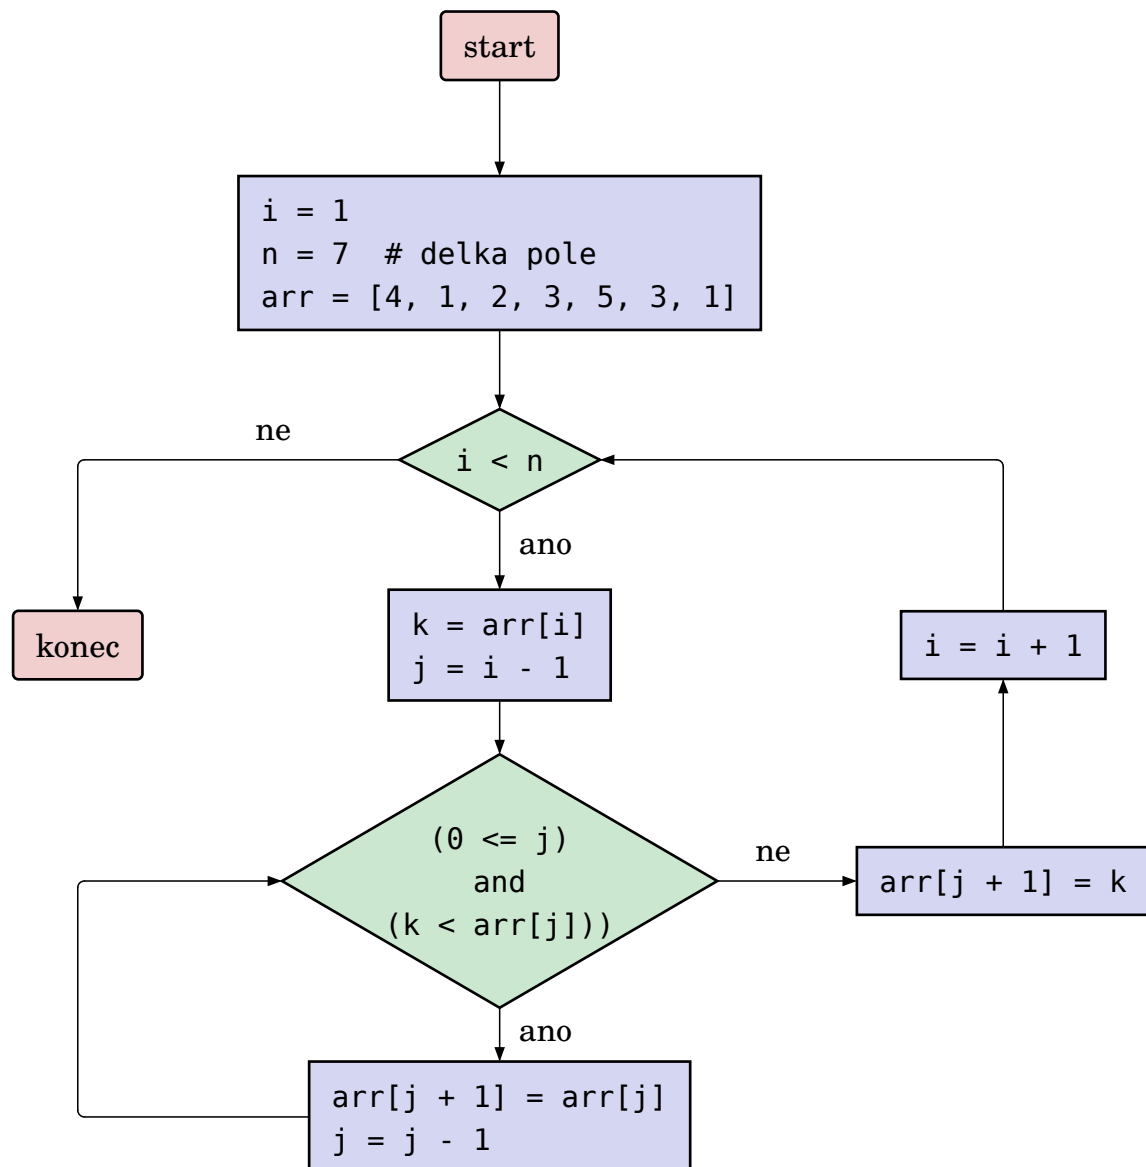 start
i = 1
n = 7  # delka pole
arr = [4, 1, 2, 3, 5, 3, 1]
ne
i < n
ano
konec
k = arr[i]
j = i - 1
i = i + 1
(0 <= j)
and
(k < arr[j]))
ne
arr[j + 1] = k
ano
arr[j + 1] = arr[j]
j = j - 1